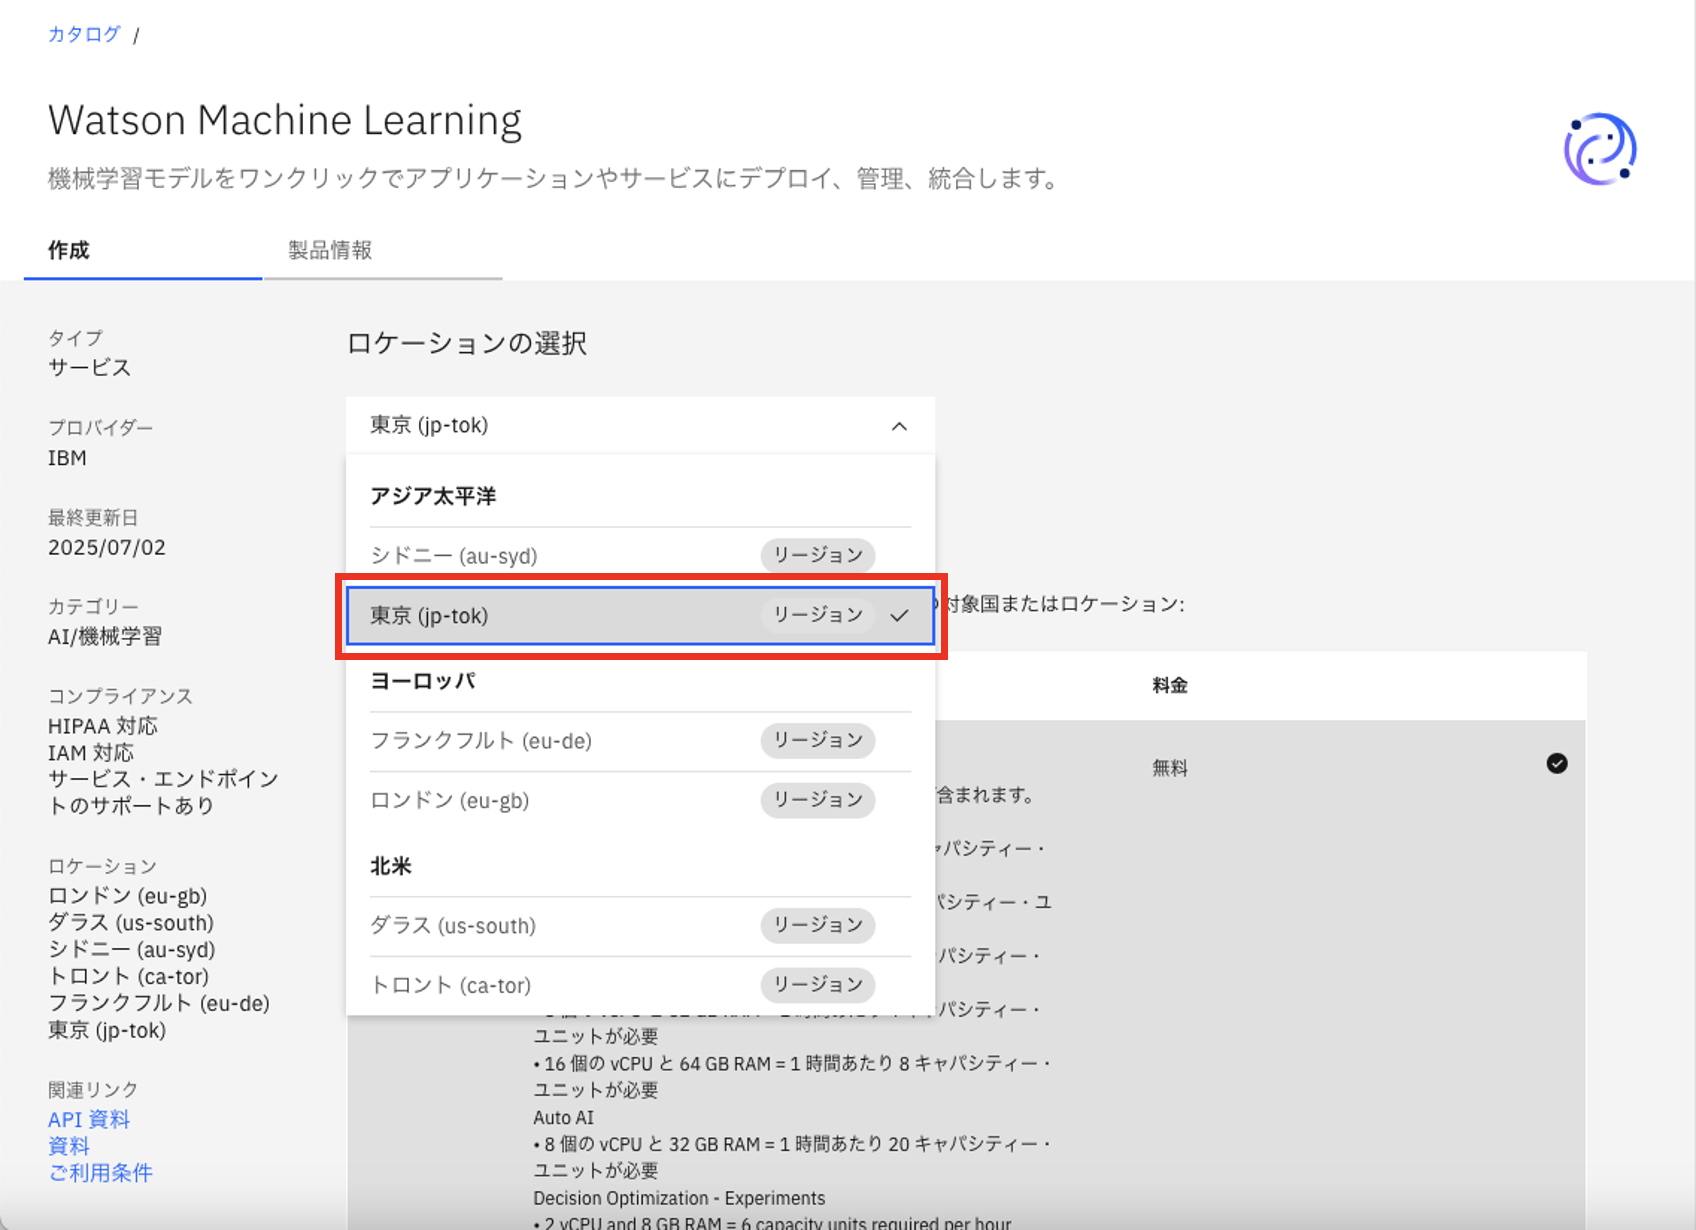 カタログ /
Watson Machine Learning
機械学習モデルをワンクリックでアプリケーションやサービスにデプロイ、管理、統合します。
作成
製品情報
タイプ
サービス
プロバイダー
IBM
最終更新日
2025/07/02
カテゴリー
AI/機械学習
コンプライアンス
HIPAA 対応
IAM 対応
サービス・エンドポイン
トのサポートあり
ロケーション
ロンドン (eu-gb)
ダラス (us-south)
シドニー (au-syd)
トロント (ca-tor)
フランクフルト (eu-de)
東京 (jp-tok)
関連リンク
API 資料
資料
ご利用条件
ロケーションの選択
東京 (jp-tok)
アジア太平洋
シドニー (au-syd) リージョン
東京 (jp-tok) リージョン
ヨーロッパ
フランクフルト (eu-de) リージョン
ロンドン (eu-gb) リージョン
北米
ダラス (us-south) リージョン
トロント (ca-tor) リージョン
対象国またはロケーション:
料金
無料
含まれます。
パシティー・
パシティー・ユ
パシティー・
パシティー・
ユニットが必要
• 16 個の vCPU と 64 GB RAM = 1 時間あたり 8 キャパシティー・
ユニットが必要
Auto AI
• 8 個の vCPU と 32 GB RAM = 1 時間あたり 20 キャパシティー・
ユニットが必要
Decision Optimization - Experiments
• 2 vCPU and 8 GB RAM = 6 capacity units required per hour